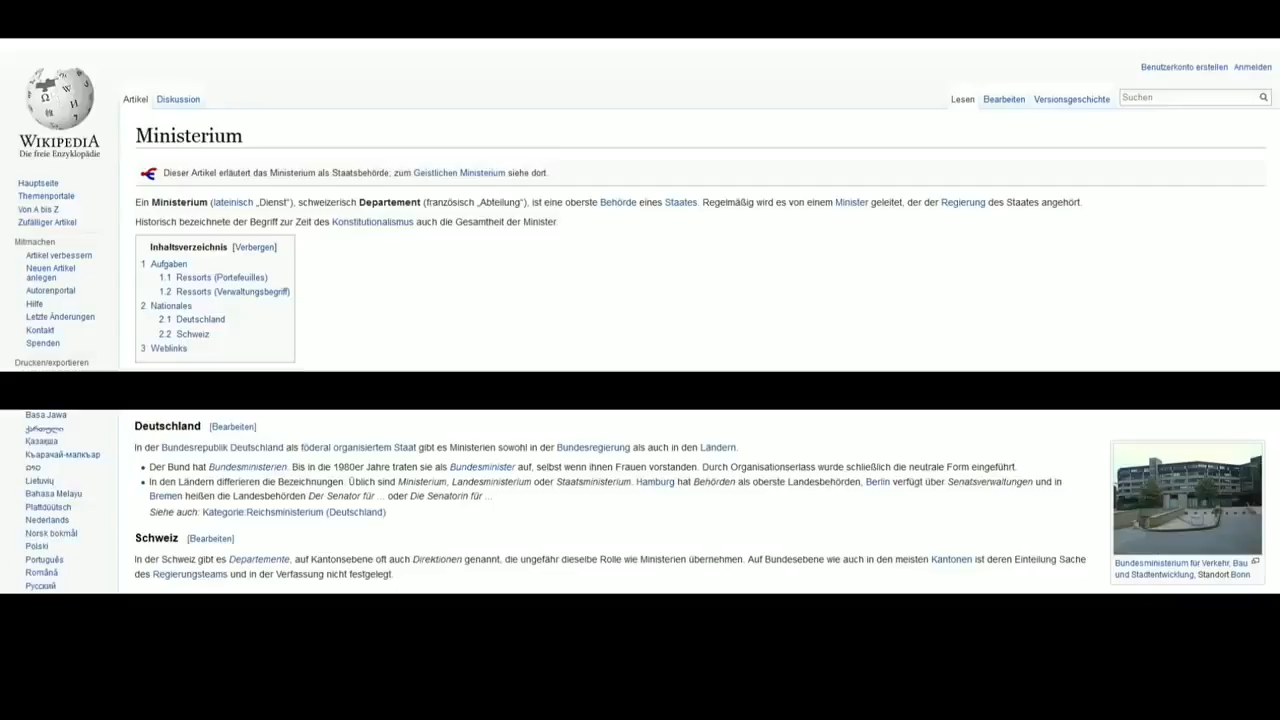 Benutzerkonto erstellen Anmelden
WIKIPEDIA
Die freie Enzyklopädie
Artikel Diskussion
Lesen Bearbeiten Versionsgeschichte Suchen
Ministerium
Dieser Artikel erläutert das Ministerium als Staatsbehörde, zum Geistlichen Ministerium siehe dort.
Ein Ministerium (lateinisch „Dienst“), schweizerisch Departement (französisch „Abteilung“), ist eine oberste Behörde eines Staates. Regelmäßig wird es von einem Minister geleitet, der der Regierung des Staates angehört.
Historisch bezeichnete der Begriff zur Zeit des Konstitutionalismus auch die Gesamtheit der Minister.
Inhaltsverzeichnis [Verbergen]
1 Aufgaben
1.1 Ressorts (Portefeuilles)
1.2 Ressorts (Verwaltungsbegriff)
2 Nationales
2.1 Deutschland
2.2 Schweiz
3 Weblinks
Hauptseite
Themenportale
Von A bis Z
Zufälliger Artikel
Mitmachen
Artikel verbessern
Neuen Artikel
anlegen
Autorenportal
Hilfe
Letzte Änderungen
Kontakt
Spenden
Drucken/exportieren
Basa Jawa
ქართული
Қазақша
Къарачай-малкъар
ລາວ
Lietuvių
Bahasa Melayu
Plattdüütsch
Nederlands
Norsk bokmål
Polski
Português
Română
Русский
Deutschland [Bearbeiten]
In der Bundesrepublik Deutschland als föderal organisiertem Staat gibt es Ministerien sowohl in der Bundesregierung als auch in den Ländern.
• Der Bund hat Bundesministerien. Bis in die 1980er Jahre traten sie als Bundesminister auf, selbst wenn ihnen Frauen vorstanden. Durch Organisationserlass wurde schließlich die neutrale Form eingeführt.
• In den Ländern differieren die Bezeichnungen. Üblich sind Ministerium, Landesministerium oder Staatsministerium. Hamburg hat Behörden als oberste Landesbehörden, Berlin verfügt über Senatsverwaltungen und in
Bremen heißen die Landesbehörden Der Senator für ... oder Die Senatorin für ...
Siehe auch: Kategorie:Reichsministerium (Deutschland)
Schweiz [Bearbeiten]
In der Schweiz gibt es Departemente, auf Kantonsebene oft auch Direktionen genannt, die ungefähr dieselbe Rolle wie Ministerien übernehmen. Auf Bundesebene wie auch in den meisten Kantonen ist deren Einteilung Sache
des Regierungsteams und in der Verfassung nicht festgelegt.
Bundesministerium für Verkehr, Bau
und Stadtentwicklung, Standort Bonn